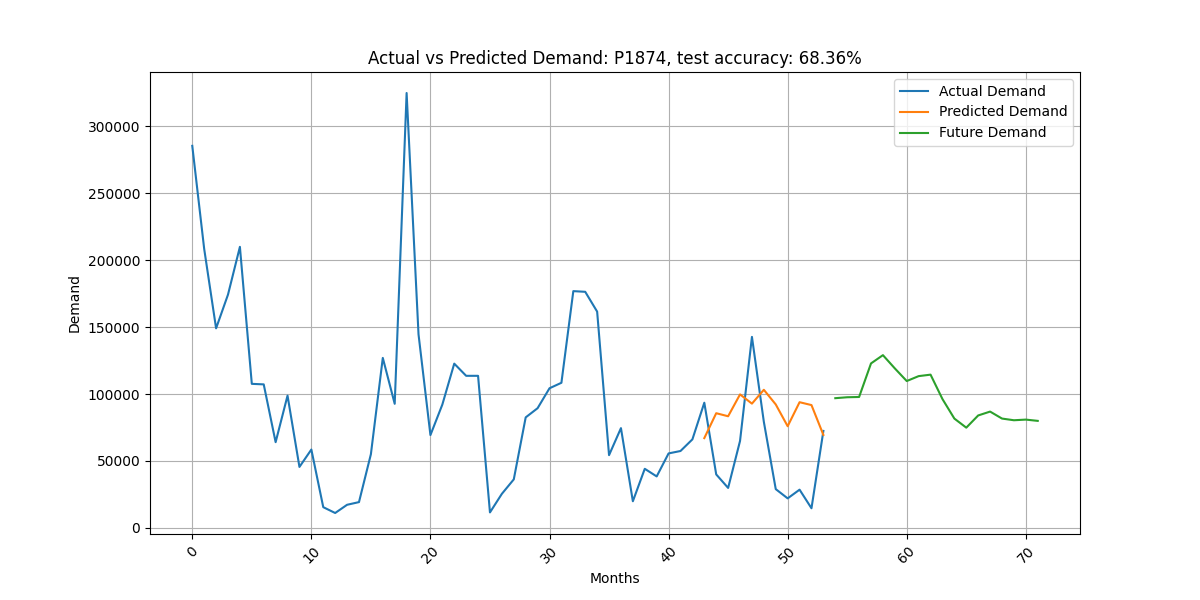 Actual vs Predicted Demand: P1874, test accuracy: 68.36%
Actual Demand
Predicted Demand
Future Demand
Demand
300000
250000
200000
150000
100000
50000
0
0 10 20 30 40 50 60 70
Months